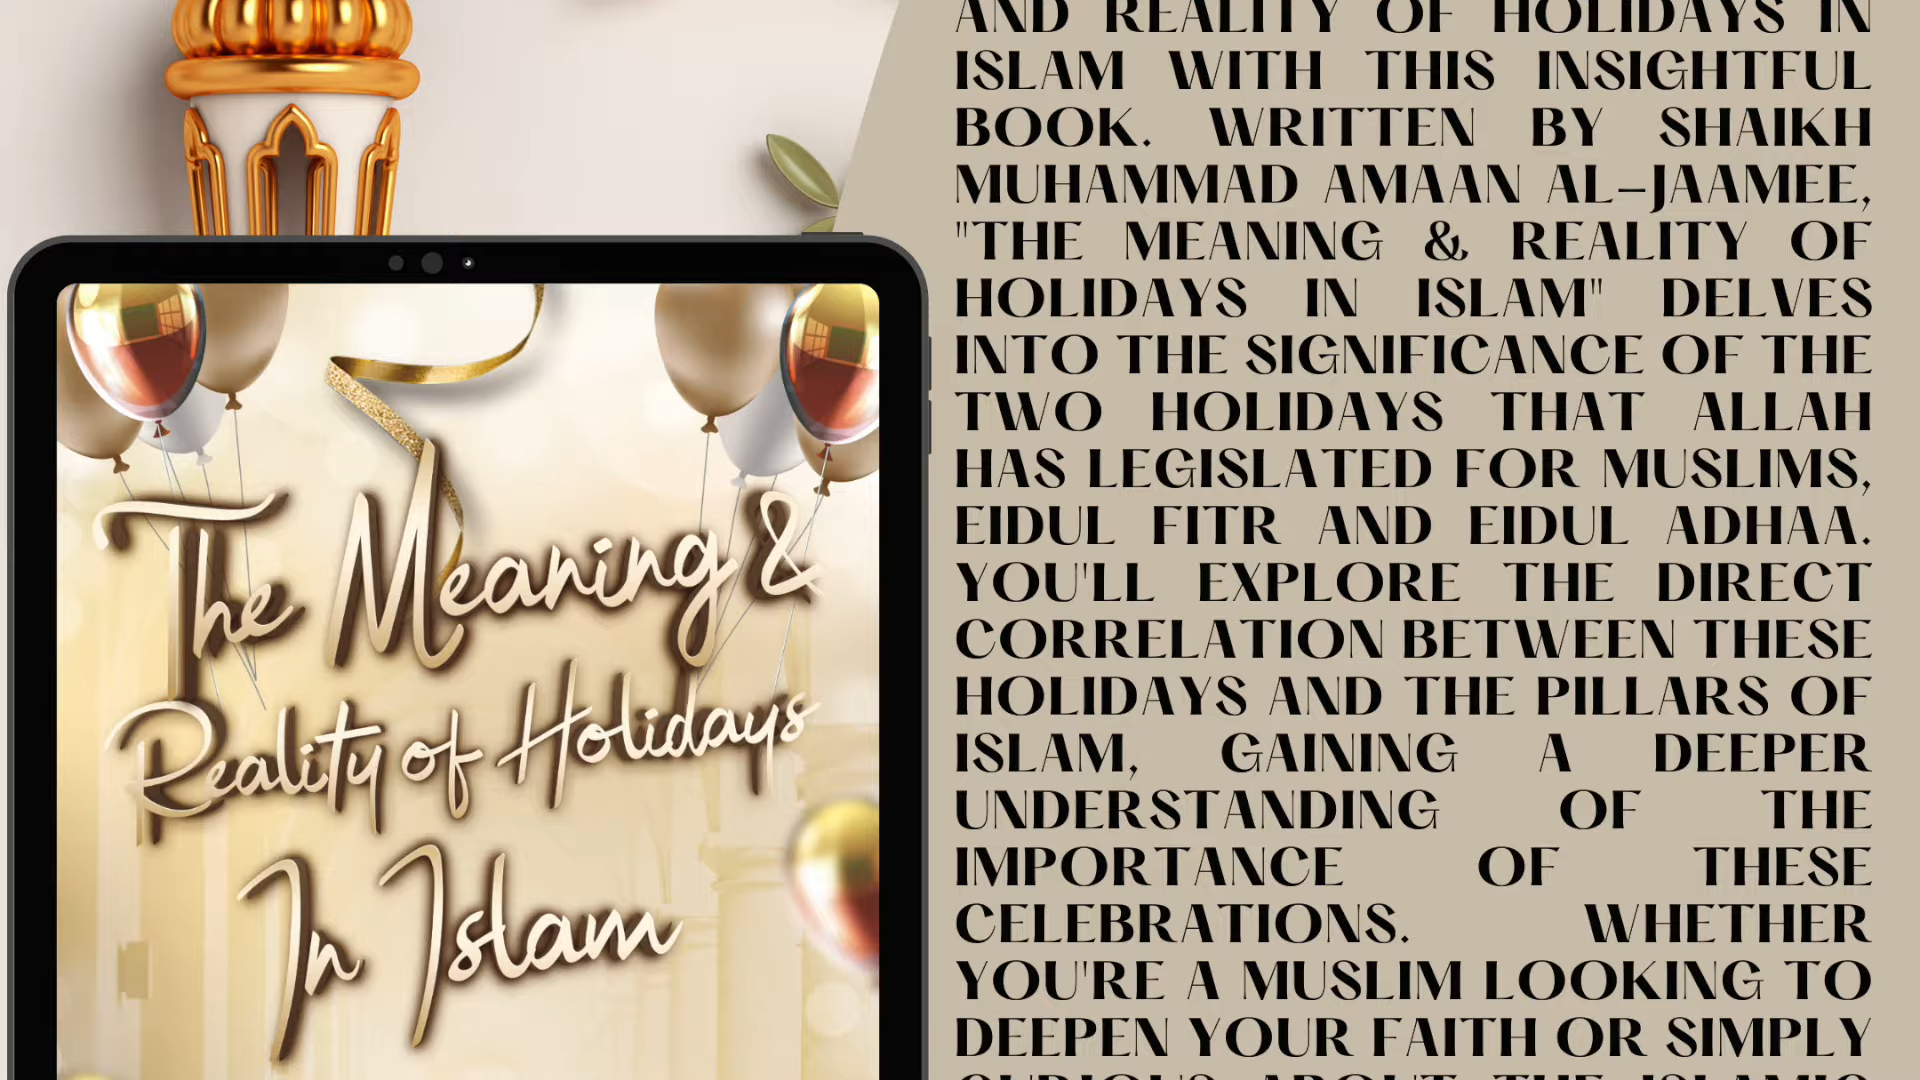 The Meaning &
Reality of Holidays
In Islam
AND REALITY OF HOLIDAYS IN
ISLAM WITH THIS INSIGHTFUL
BOOK. WRITTEN BY SHAIKH
MUHAMMAD AMAAN AL-JAAMEE,
"THE MEANING & REALITY OF
HOLIDAYS IN ISLAM" DELVES
INTO THE SIGNIFICANCE OF THE
TWO HOLIDAYS THAT ALLAH
HAS LEGISLATED FOR MUSLIMS,
EIDUL FITR AND EIDUL ADHAA.
YOU'LL EXPLORE THE DIRECT
CORRELATION BETWEEN THESE
HOLIDAYS AND THE PILLARS OF
ISLAM, GAINING A DEEPER
UNDERSTANDING OF THE
IMPORTANCE OF THESE
CELEBRATIONS. WHETHER
YOU'RE A MUSLIM LOOKING TO
DEEPEN YOUR FAITH OR SIMPLY